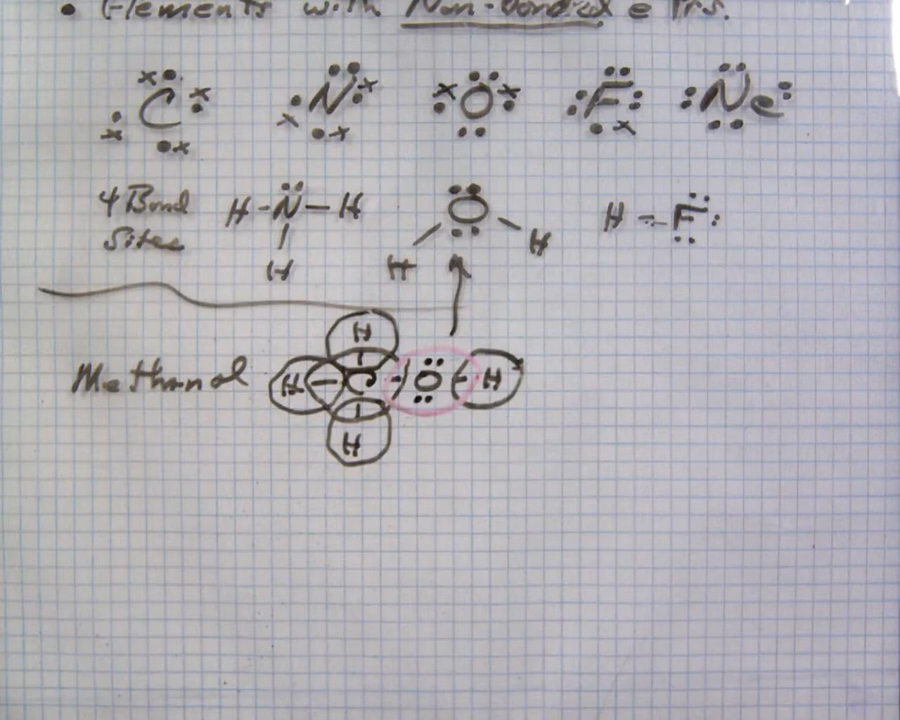 • Elements with Non-bonded e Prs.
C N O F Ne
4 Bond H - N - H O H - F
Sites H H H
H
Methanol H - C - O - H
H